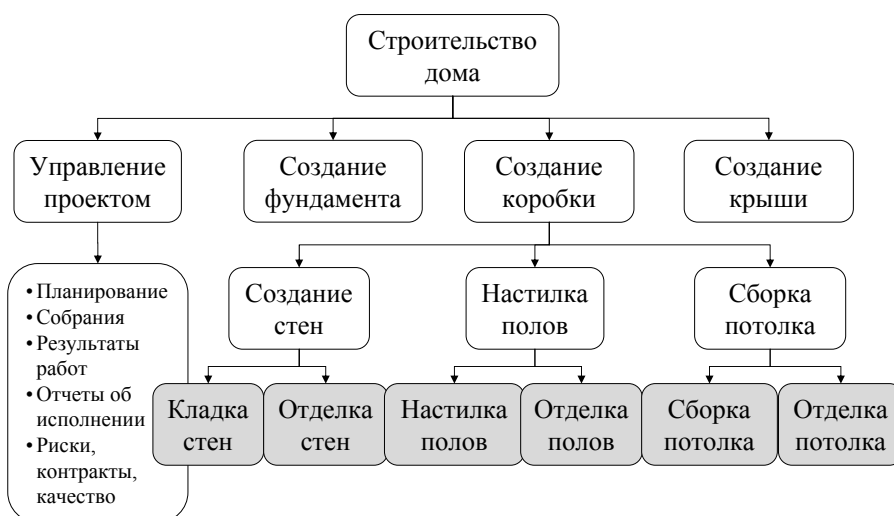 Строительство
дома
Управление
проектом
Создание
фундамента
Создание
коробки
Создание
крыши
• Планирование
• Собрания
• Результаты
работ
• Отчеты об
исполнении
• Риски,
контракты,
качество
Создание
стен
Настилка
полов
Сборка
потолка
Кладка
стен
Отделка
стен
Настилка
полов
Отделка
полов
Сборка
потолка
Отделка
потолка